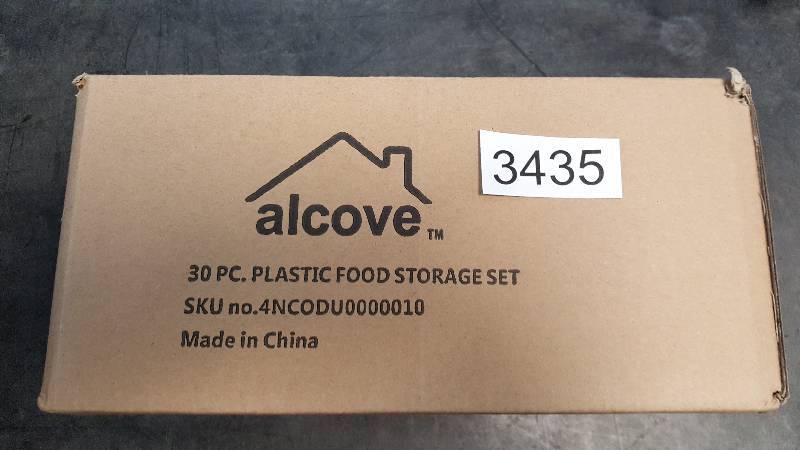 3435
alcove™
30 PC. PLASTIC FOOD STORAGE SET
SKU no.4NCODU0000010
Made in China